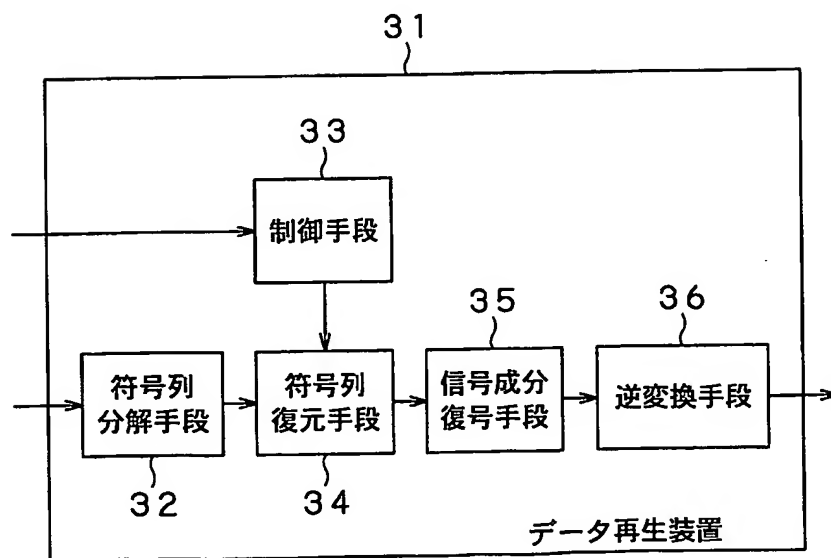 31
33
制御手段
35
36
符号列
分解手段
符号列
復元手段
信号成分
復号手段
逆変換手段
32
34
データ再生装置